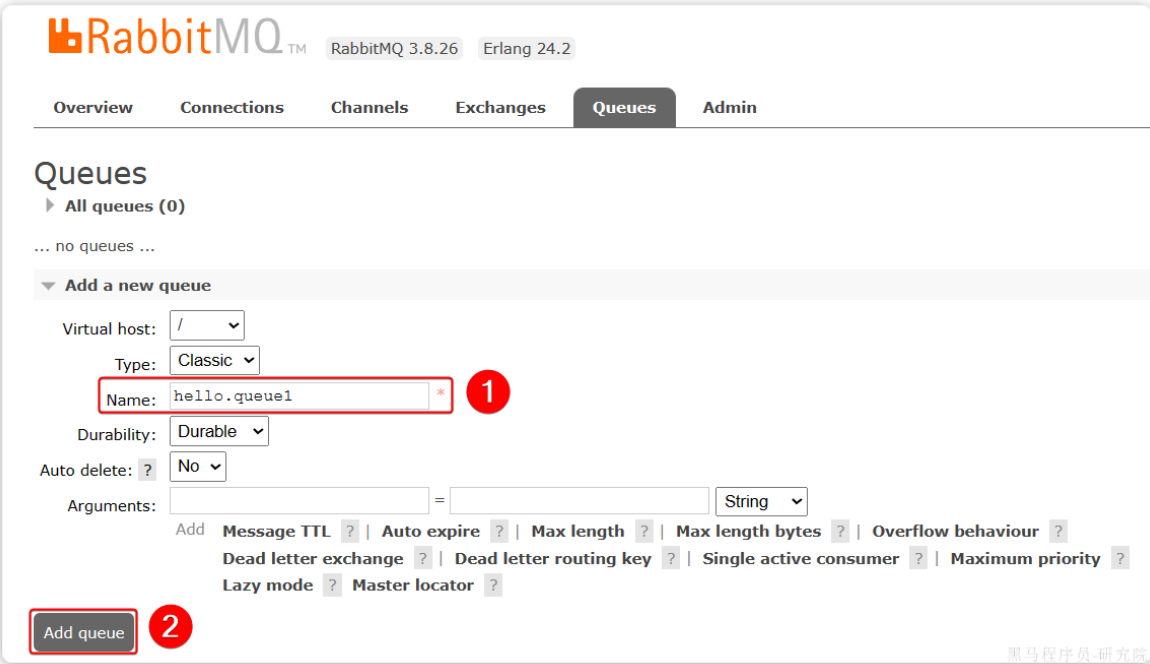 RabbitMQ TM RabbitMQ 3.8.26 Erlang 24.2
Overview Connections Channels Exchanges Queues Admin
Queues
All queues (0)
... no queues ...
Add a new queue
Virtual host: /
Type: Classic
Name: hello.queue1 * 1
Durability: Durable
Auto delete: ? No
Arguments: = String
Add Message TTL ? | Auto expire ? | Max length ? | Max length bytes ? | Overflow behaviour ?
Dead letter exchange ? | Dead letter routing key ? | Single active consumer ? | Maximum priority ?
Lazy mode ? Master locator ?
Add queue 2
黑马程序员-研究院